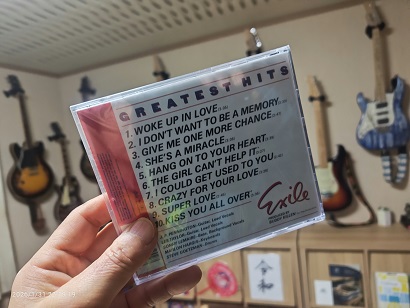 GREATEST HITS
1. WOKE UP IN LOVE
2. I DON'T WANT TO BE A MEMORY
3. GIVE ME ONE MORE CHANCE
4. SHE'S A MIRACLE
5. HANG ON TO YOUR HEART
6. THE GIRL CAN'T HELP IT
7. I COULD GET USED TO YOU
8. CRAZY FOR YOUR LOVE
9. SUPER LOVE
10. KISS YOU ALL OVER
Exile
令和